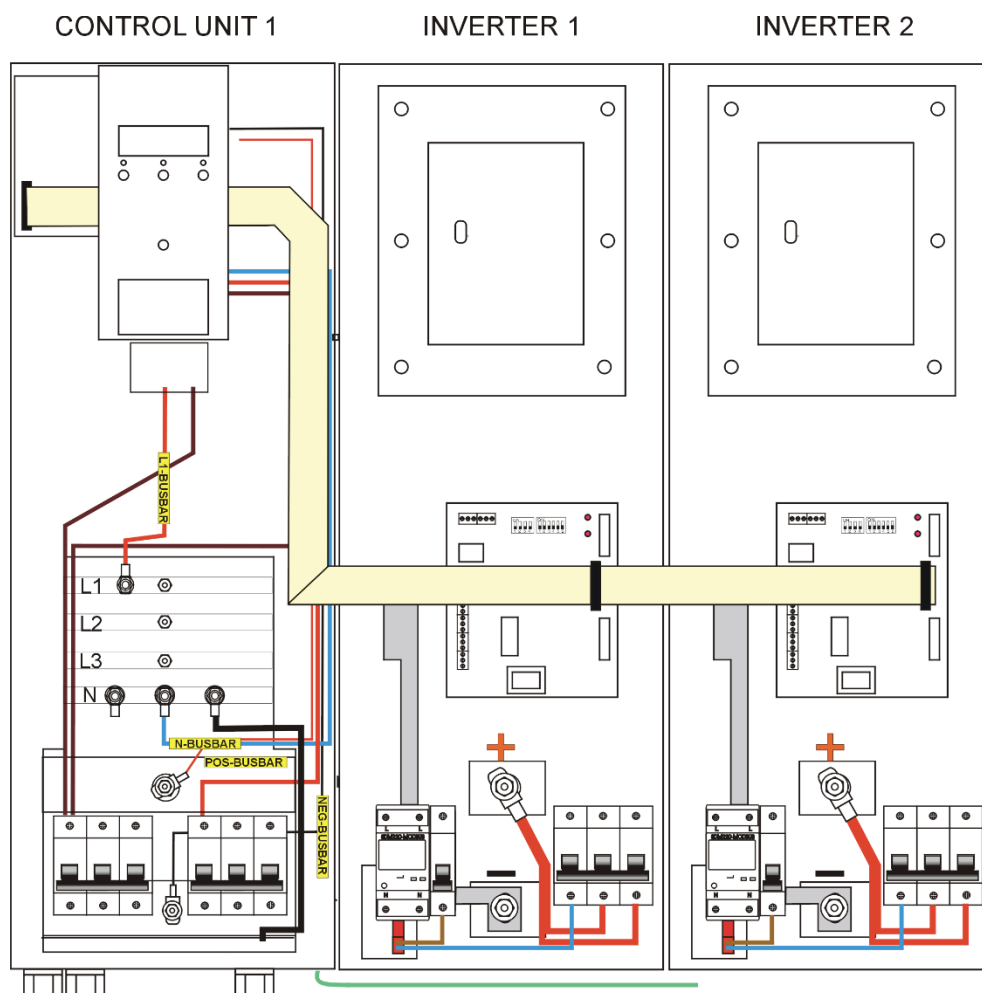 CONTROL UNIT 1
INVERTER 1
INVERTER 2
L1-BUSBAR
L1
L2
L3
N
N-BUSBAR
POS-BUSBAR
NEG-BUSBAR
L L
N N
L L
N N